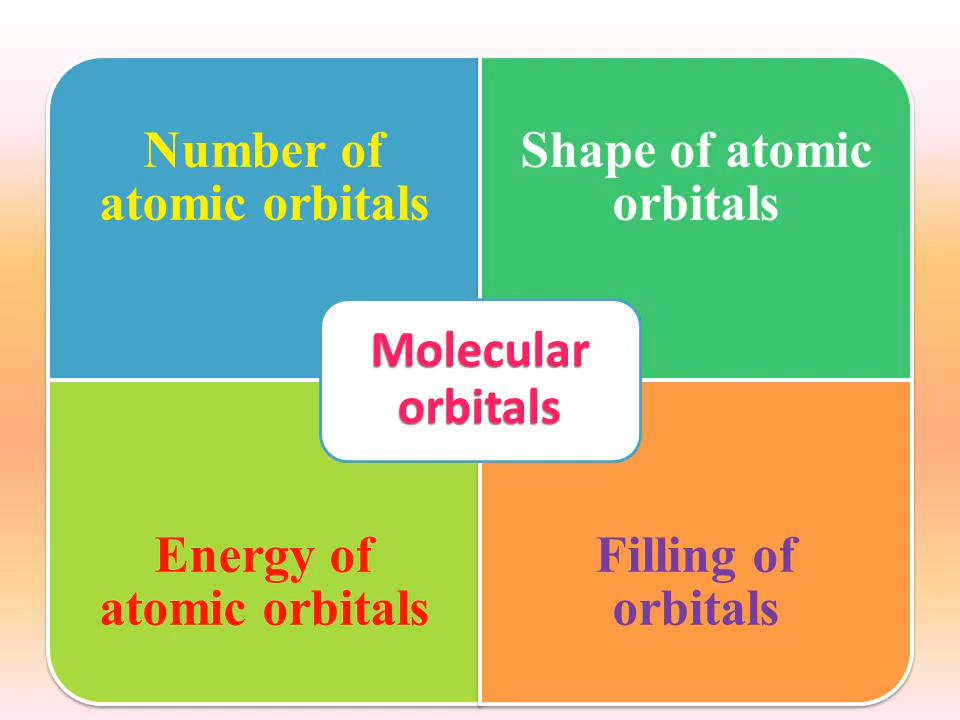 Number of
atomic orbitals
Shape of atomic
orbitals
Molecular
orbitals
Energy of
atomic orbitals
Filling of
orbitals